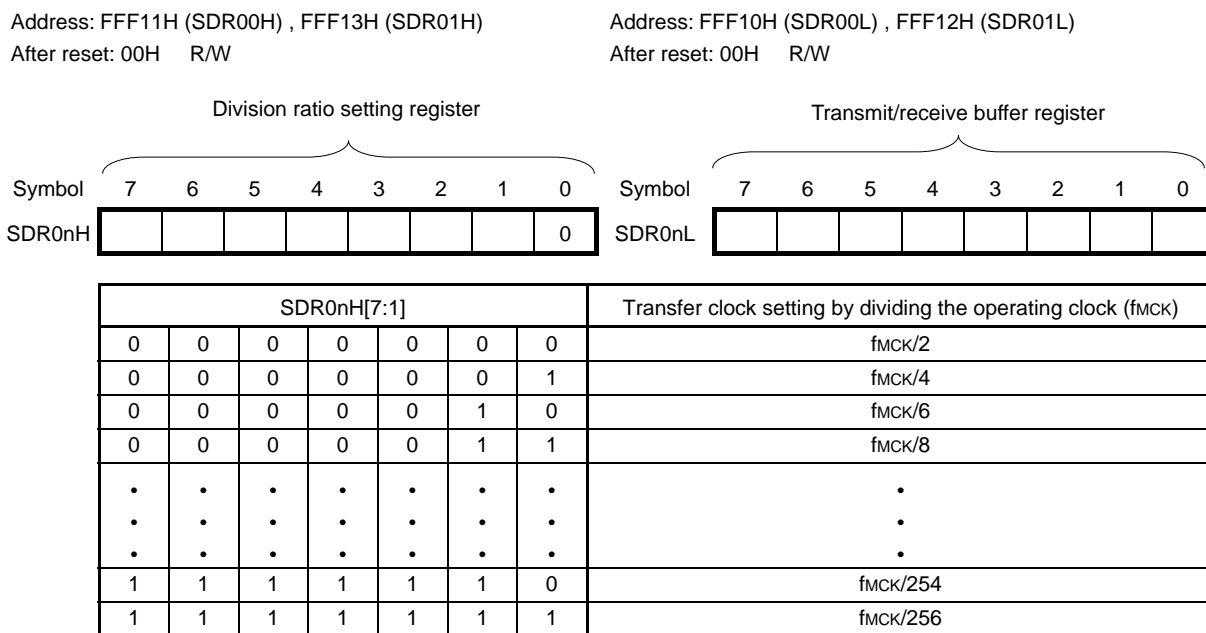 Address: FFF11H (SDR00H) , FFF13H (SDR01H) Address: FFF10H (SDR00L) , FFF12H (SDR01L)
After reset: 00H R/W After reset: 00H R/W
Division ratio setting register Transmit/receive buffer register
Symbol 7 6 5 4 3 2 1 0 Symbol 7 6 5 4 3 2 1 0
SDR0nH 0 SDR0nL
SDR0nH[7:1] Transfer clock setting by dividing the operating clock (fMCK)
0 0 0 0 0 0 0 fMCK/2
0 0 0 0 0 0 1 fMCK/4
0 0 0 0 0 1 0 fMCK/6
0 0 0 0 0 1 1 fMCK/8
• • • • • • • •
• • • • • • • •
• • • • • • • •
1 1 1 1 1 1 0 fMCK/254
1 1 1 1 1 1 1 fMCK/256